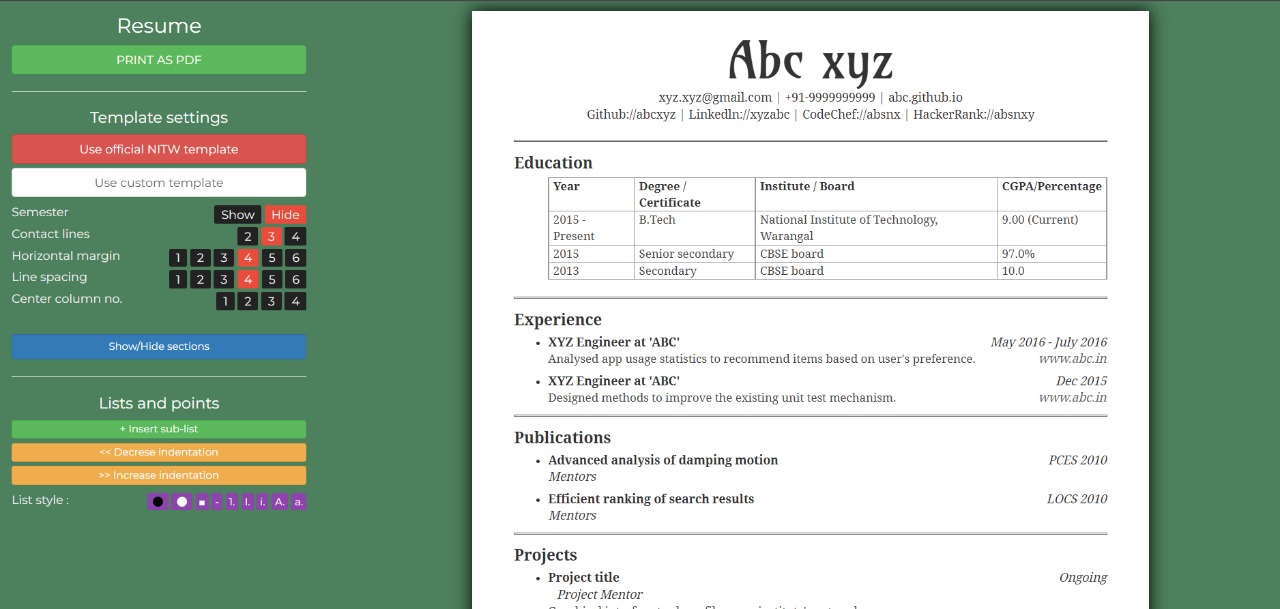 Resume
PRINT AS PDF
Template settings
Use official NITW template
Use custom template
Semester Show Hide
Contact lines 2 3 4
Horizontal margin 1 2 3 4 5 6
Line spacing 1 2 3 4 5 6
Center column no. 1 2 3 4
Show/Hide sections
Lists and points
+ Insert sub-list
<< Decrese indentation
>> Increase indentation
List style : ● ● ■ - 1. I. i. A. a.
Abc xyz
xyz.xyz@gmail.com | +91-9999999999 | abc.github.io
Github://abcxyz | LinkedIn://xyzabc | CodeChef://absnx | HackerRank://absnxy
Education
Year Degree / Institute / Board CGPA/Percentage
Certificate
2015 - B.Tech National Institute of Technology, 9.00 (Current)
Present Warangal
2015 Senior secondary CBSE board 97.0%
2013 Secondary CBSE board 10.0
Experience
• XYZ Engineer at 'ABC' May 2016 - July 2016
Analysed app usage statistics to recommend items based on user's preference. www.abc.in
• XYZ Engineer at 'ABC' Dec 2015
Designed methods to improve the existing unit test mechanism. www.abc.in
Publications
• Advanced analysis of damping motion PCES 2010
Mentors
• Efficient ranking of search results LOCS 2010
Mentors
Projects
• Project title Ongoing
Project Mentor